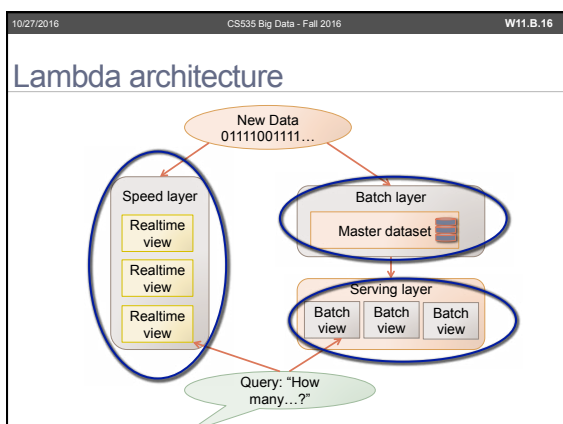 10/27/2016 CS535 Big Data - Fall 2016 W11.B.16
Lambda architecture
New Data
01111001111…
Speed layer
Realtime
view
Realtime
view
Realtime
view
Batch layer
Master dataset
Serving layer
Batch
view
Batch
view
Batch
view
Query: “How
many…?”